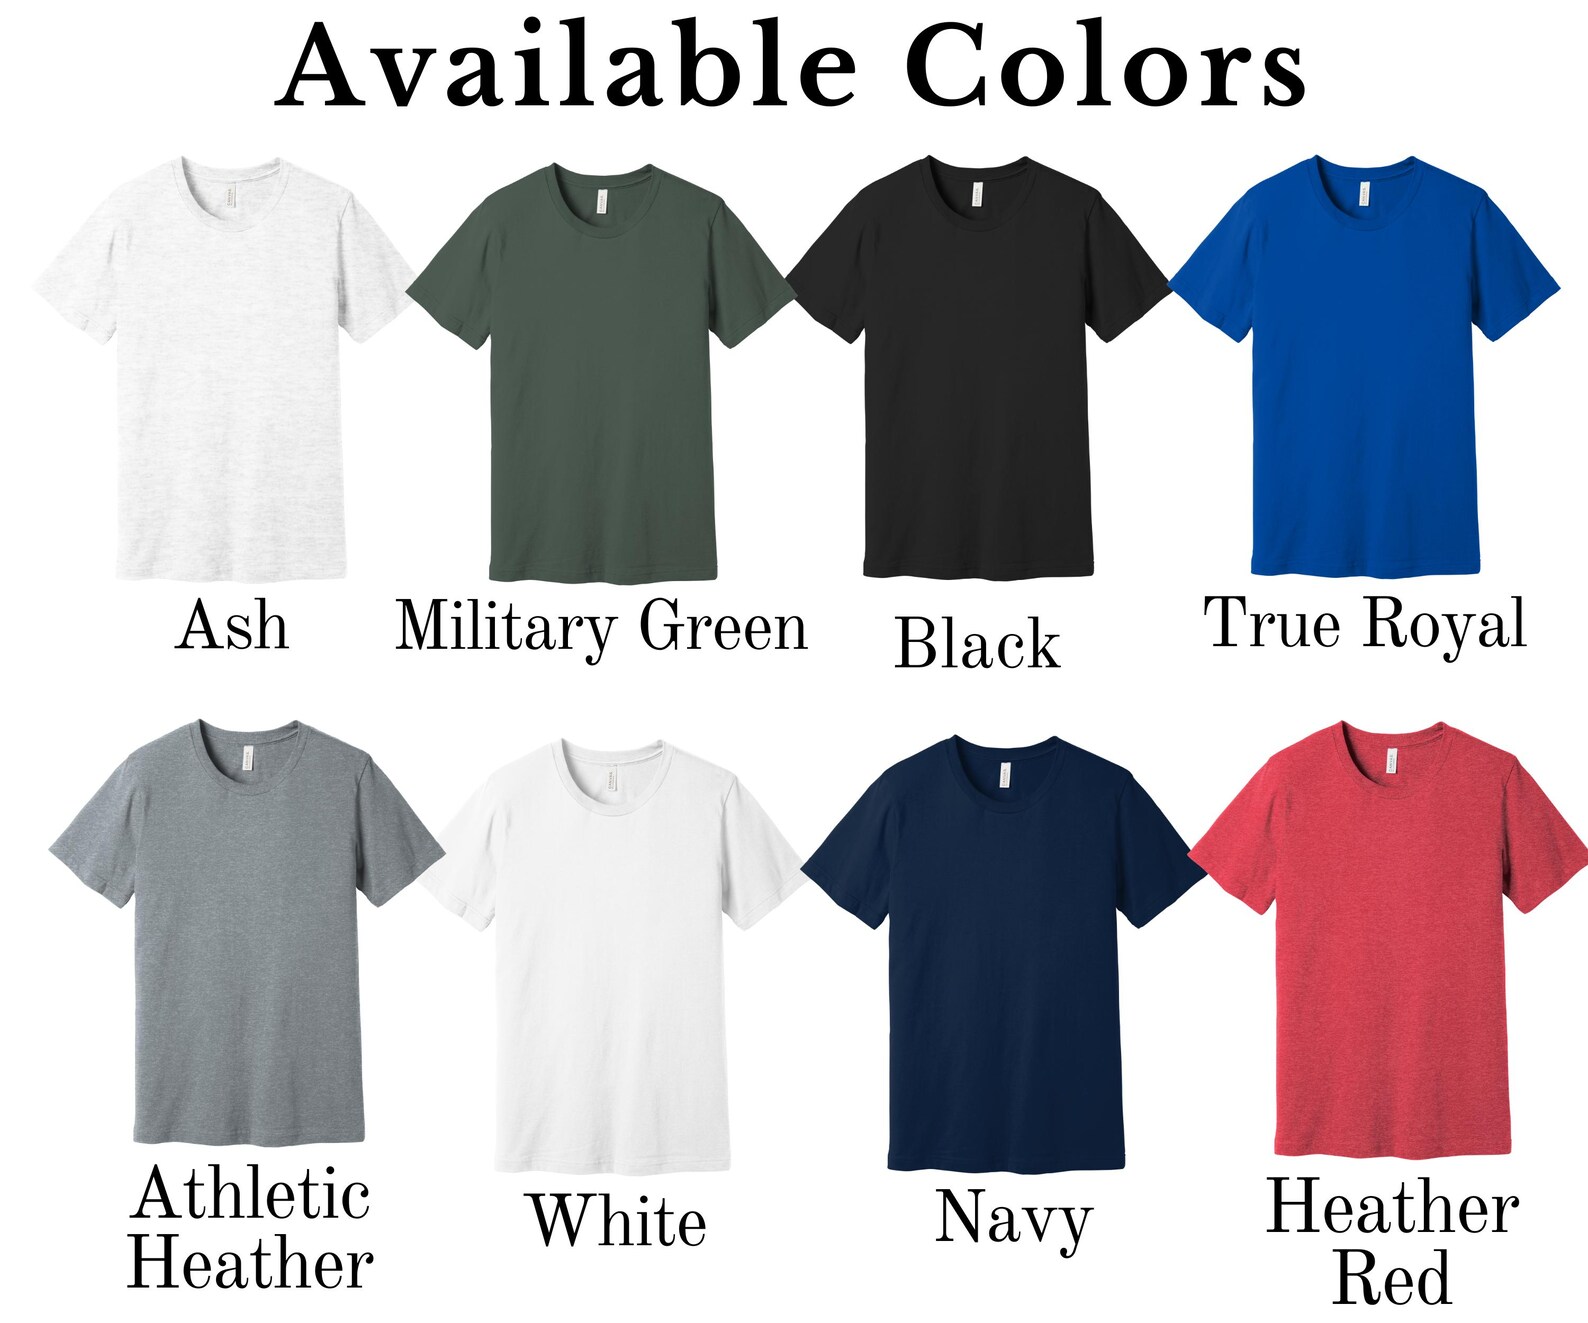 Available Colors
Ash
Military Green
Black
True Royal
Athletic
Heather
White
Navy
Heather
Red